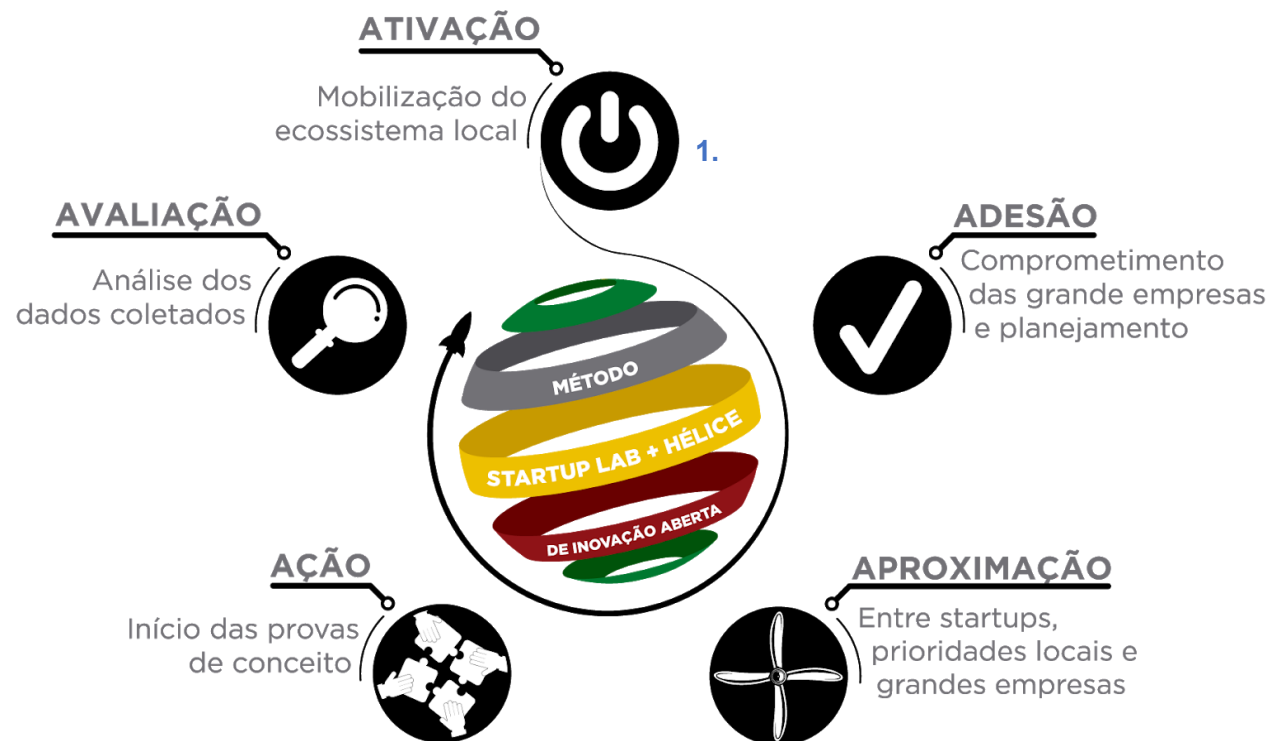 ATIVAÇÃO
Mobilização do
ecossistema local
1.
ADESÃO
Comprometimento
das grande empresas
e planejamento
APROXIMAÇÃO
Entre startups,
prioridades locais e
grandes empresas
AÇÃO
Início das provas
de conceito
AVALIAÇÃO
Análise dos
dados coletados
MÉTODO
STARTUP LAB + HÉLICE
DE INOVAÇÃO ABERTA